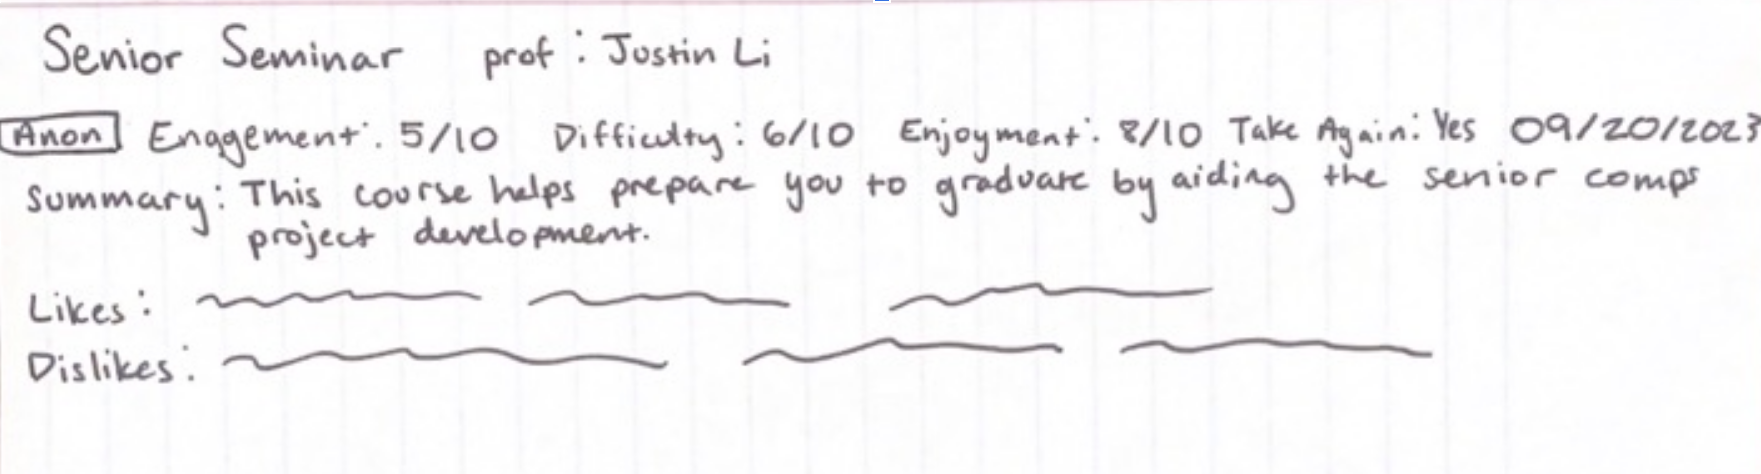 Senior Seminar prof: Justin Li
Anon Engagement: 5/10 Difficulty: 6/10 Enjoyment: 8/10 Take Again: Yes 09/20/2023
Summary: This course helps prepare you to graduate by aiding the senior comps
project development.
Likes:
Dislikes: